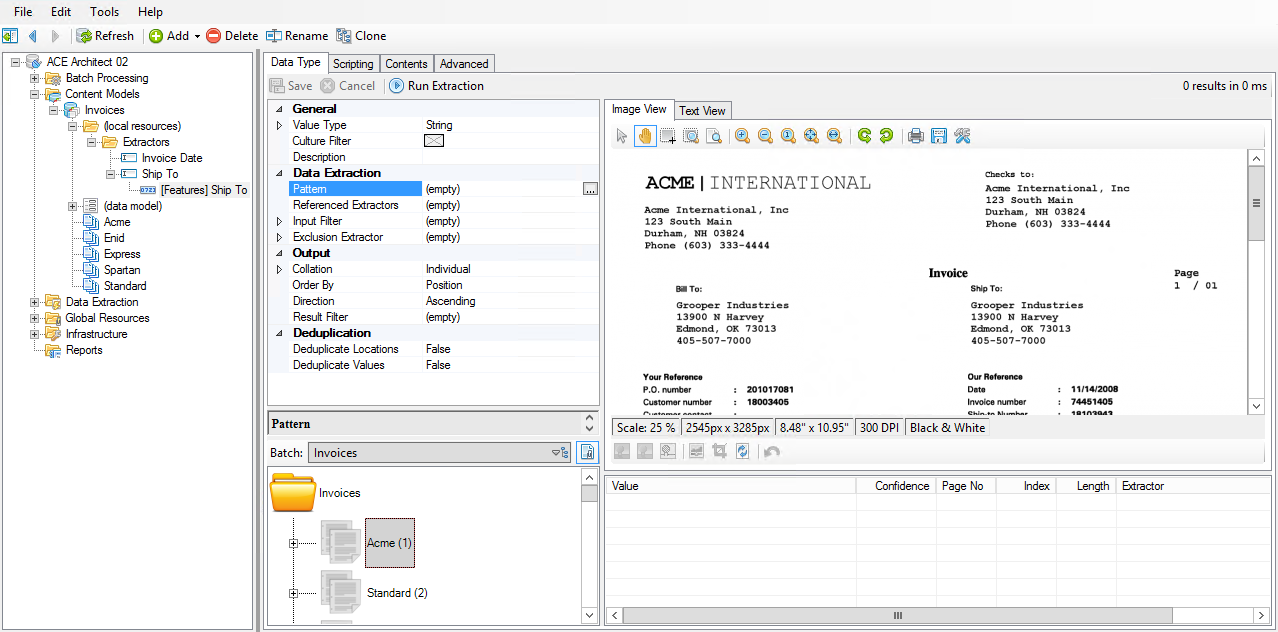 File Edit Tools Help
Refresh Add Delete Rename Clone
ACE Architect 02
Batch Processing
Content Models
Invoices
(local resources)
Extractors
Invoice Date
Ship To
[Features] Ship To
(data model)
Acme
Enid
Express
Spartan
Standard
Data Extraction
Global Resources
Infrastructure
Reports
Data Type Scripting Contents Advanced
Save Cancel Run Extraction
0 results in 0 ms
General
Value Type String
Culture Filter
Description
Data Extraction
Pattern (empty) ...
Referenced Extractors (empty)
Input Filter (empty)
Exclusion Extractor (empty)
Output
Collation Individual
Order By Position
Direction Ascending
Result Filter (empty)
Deduplication
Deduplicate Locations False
Deduplicate Values False
Pattern
Batch: Invoices
Invoices
Acme (1)
Standard (2)
Image View Text View
ACME | INTERNATIONAL
Acme International, Inc
123 South Main
Durham, NH 03824
Phone (603) 333-4444
Checks to:
Acme International, Inc
123 South Main
Durham, NH 03824
Phone (603) 333-4444
Invoice
Page
1 / 01
Bill To:
Grooper Industries
13900 N Harvey
Edmond, OK 73013
405-507-7000
Ship To:
Grooper Industries
13900 N Harvey
Edmond, OK 73013
405-507-7000
Your Reference
P.O. number : 201017081
Customer number : 18003405
Customer contact :
Our Reference
Date : 11/14/2008
Invoice number : 74451405
Ship-to Number : 18103943
Scale: 25 % 2545px x 3285px 8.48" x 10.95" 300 DPI Black & White
Value Confidence Page No Index Length Extractor